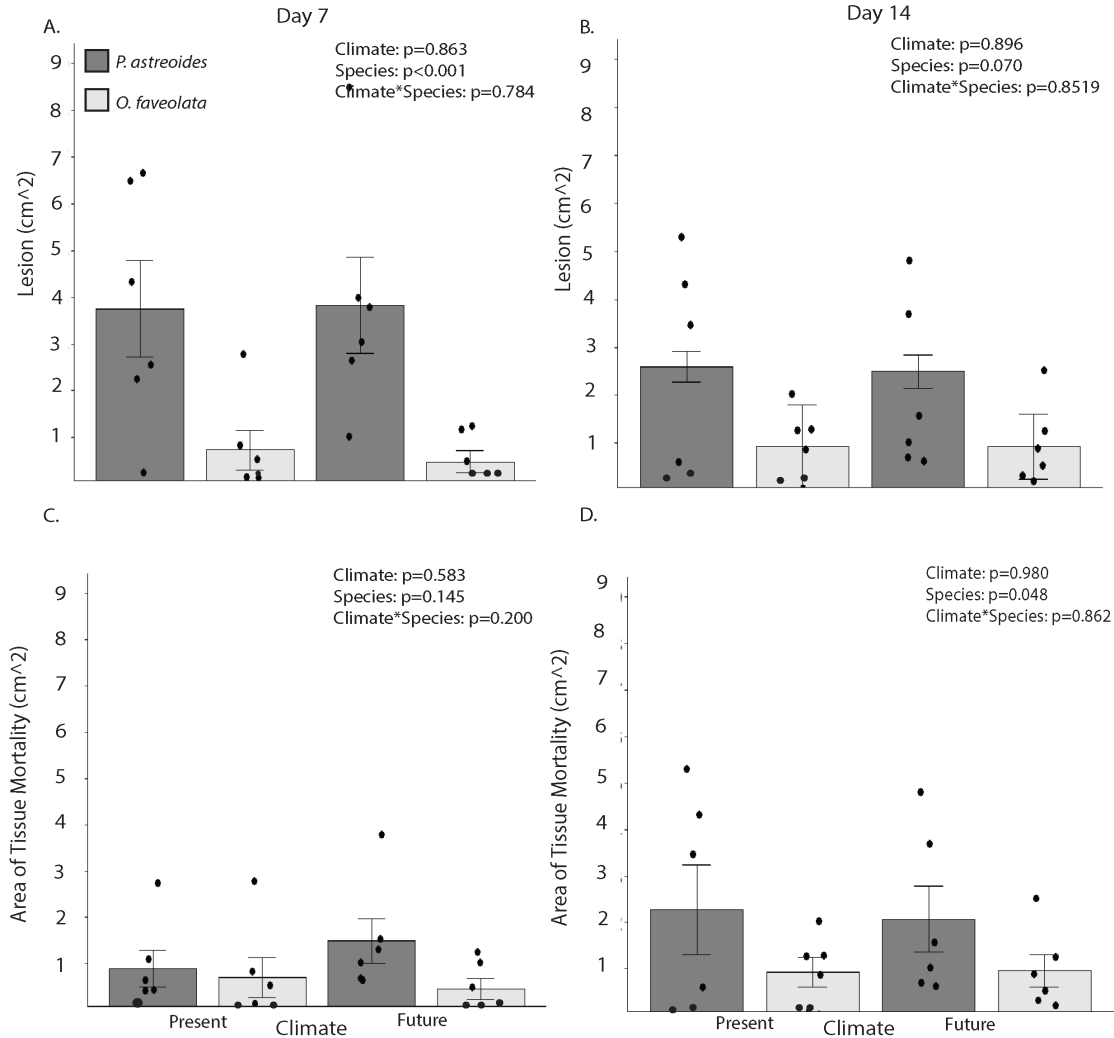 Day 7
Day 14
A.
P. astreoides
O. faveolata
Climate: p=0.863
Species: p<0.001
Climate*Species: p=0.784
Lesion (cm^2)
9
8
7
6
5
4
3
2
1
B.
Climate: p=0.896
Species: p=0.070
Climate*Species: p=0.8519
Lesion (cm^2)
9
8
7
6
5
4
3
2
1
C.
Climate: p=0.583
Species: p=0.145
Climate*Species: p=0.200
Area of Tissue Mortality (cm^2)
9
8
7
6
5
4
3
2
1
Present
Climate
Future
D.
Climate: p=0.980
Species: p=0.048
Climate*Species: p=0.862
Area of Tissue Mortality (cm^2)
9
8
7
6
5
4
3
2
1
Present
Climate
Future